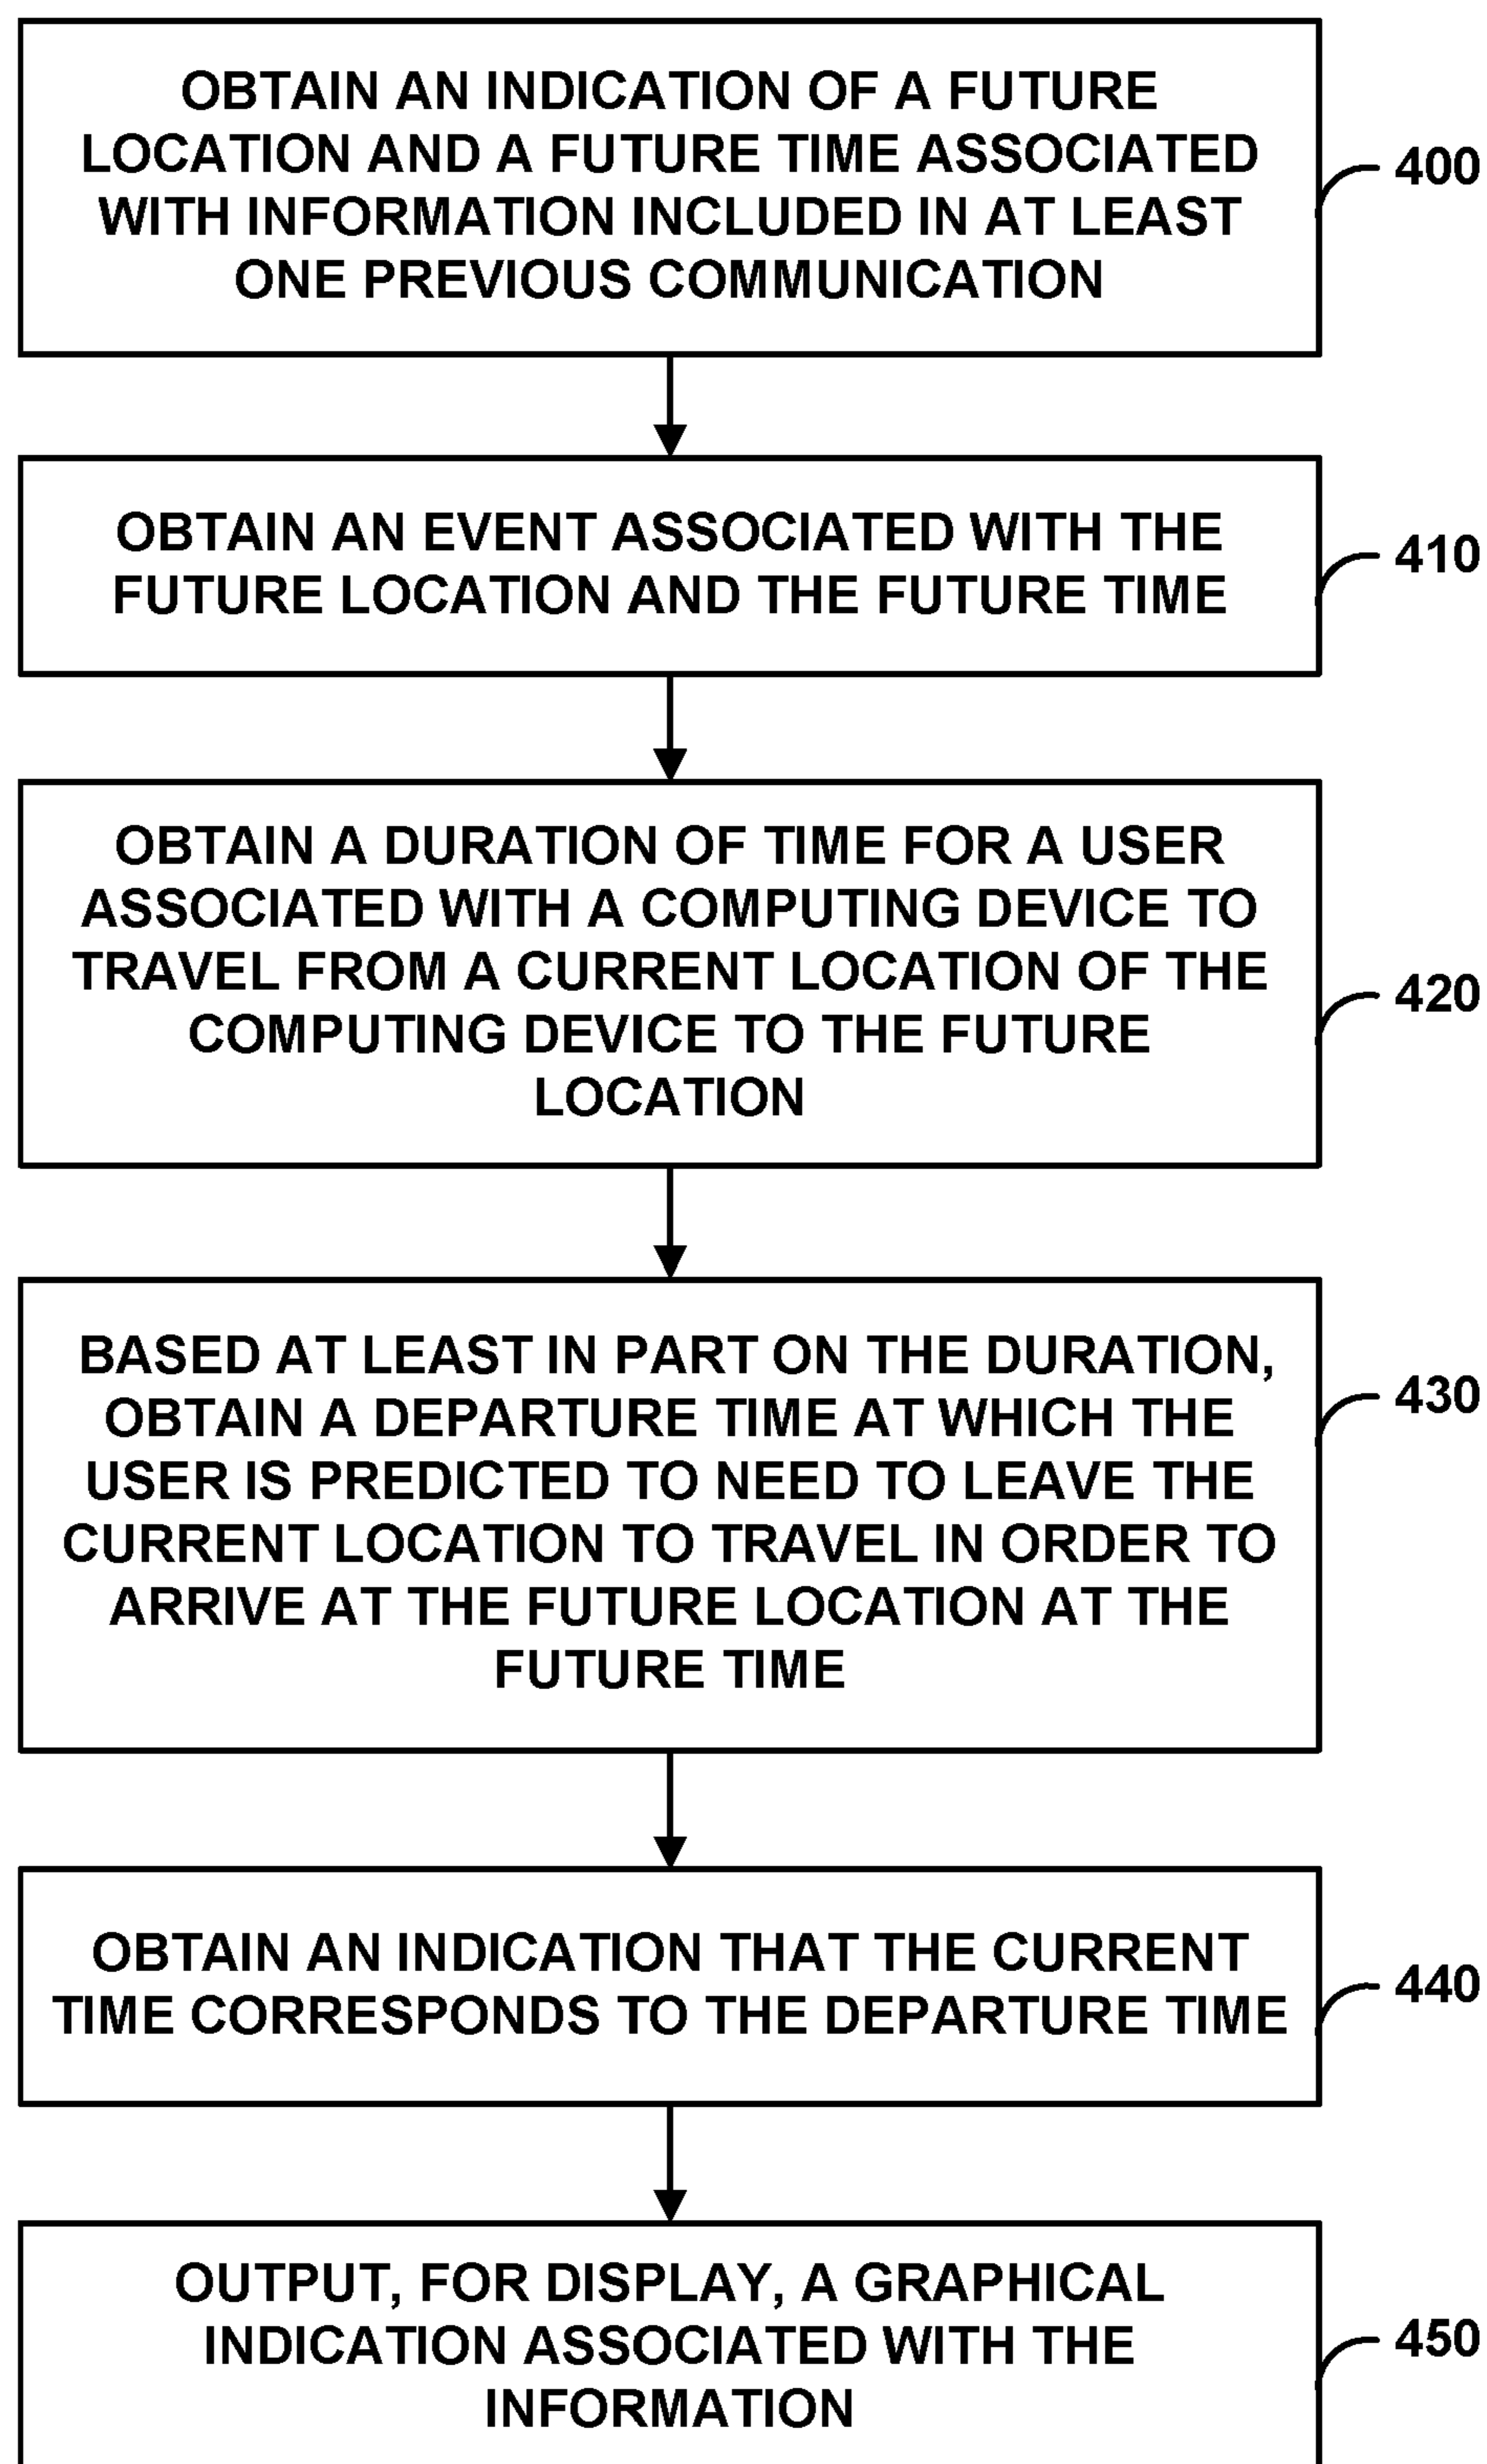 OBTAIN AN INDICATION OF A FUTURE
LOCATION AND A FUTURE TIME ASSOCIATED
WITH INFORMATION INCLUDED IN AT LEAST
ONE PREVIOUS COMMUNICATION
400
OBTAIN AN EVENT ASSOCIATED WITH THE
FUTURE LOCATION AND THE FUTURE TIME
410
OBTAIN A DURATION OF TIME FOR A USER
ASSOCIATED WITH A COMPUTING DEVICE TO
TRAVEL FROM A CURRENT LOCATION OF THE
COMPUTING DEVICE TO THE FUTURE
LOCATION
420
BASED AT LEAST IN PART ON THE DURATION,
OBTAIN A DEPARTURE TIME AT WHICH THE
USER IS PREDICTED TO NEED TO LEAVE THE
CURRENT LOCATION TO TRAVEL IN ORDER TO
ARRIVE AT THE FUTURE LOCATION AT THE
FUTURE TIME
430
OBTAIN AN INDICATION THAT THE CURRENT
TIME CORRESPONDS TO THE DEPARTURE TIME
440
OUTPUT, FOR DISPLAY, A GRAPHICAL
INDICATION ASSOCIATED WITH THE
INFORMATION
450